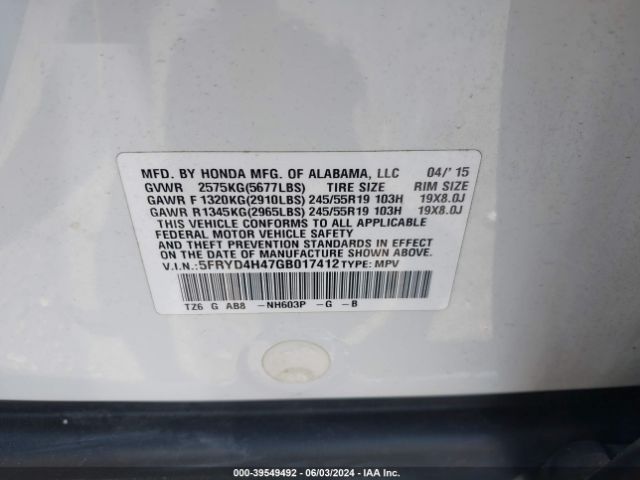 MFD. BY HONDA MFG. OF ALABAMA, LLC 04/' 15
GVWR 2575KG(5677LBS) TIRE SIZE RIM SIZE
GAWR F 1320KG(2910LBS) 245/55R19 103H 19X8.0J
GAWR R1345KG(2965LBS) 245/55R19 103H 19X8.0J
THIS VEHICLE CONFORMS TO ALL APPLICABLE
FEDERAL MOTOR VEHICLE SAFETY
AND THEFT PREVENTION STANDARDS IN EFFECT
ON THE DATE OF MANUFACTURE SHOWN ABOVE.
V.I.N.: 5FRYD4H47GB017412 TYPE: MPV
TZ6 G AB8 -NH603P -G -B
000-39549492 - 06/03/2024 - IAA Inc.